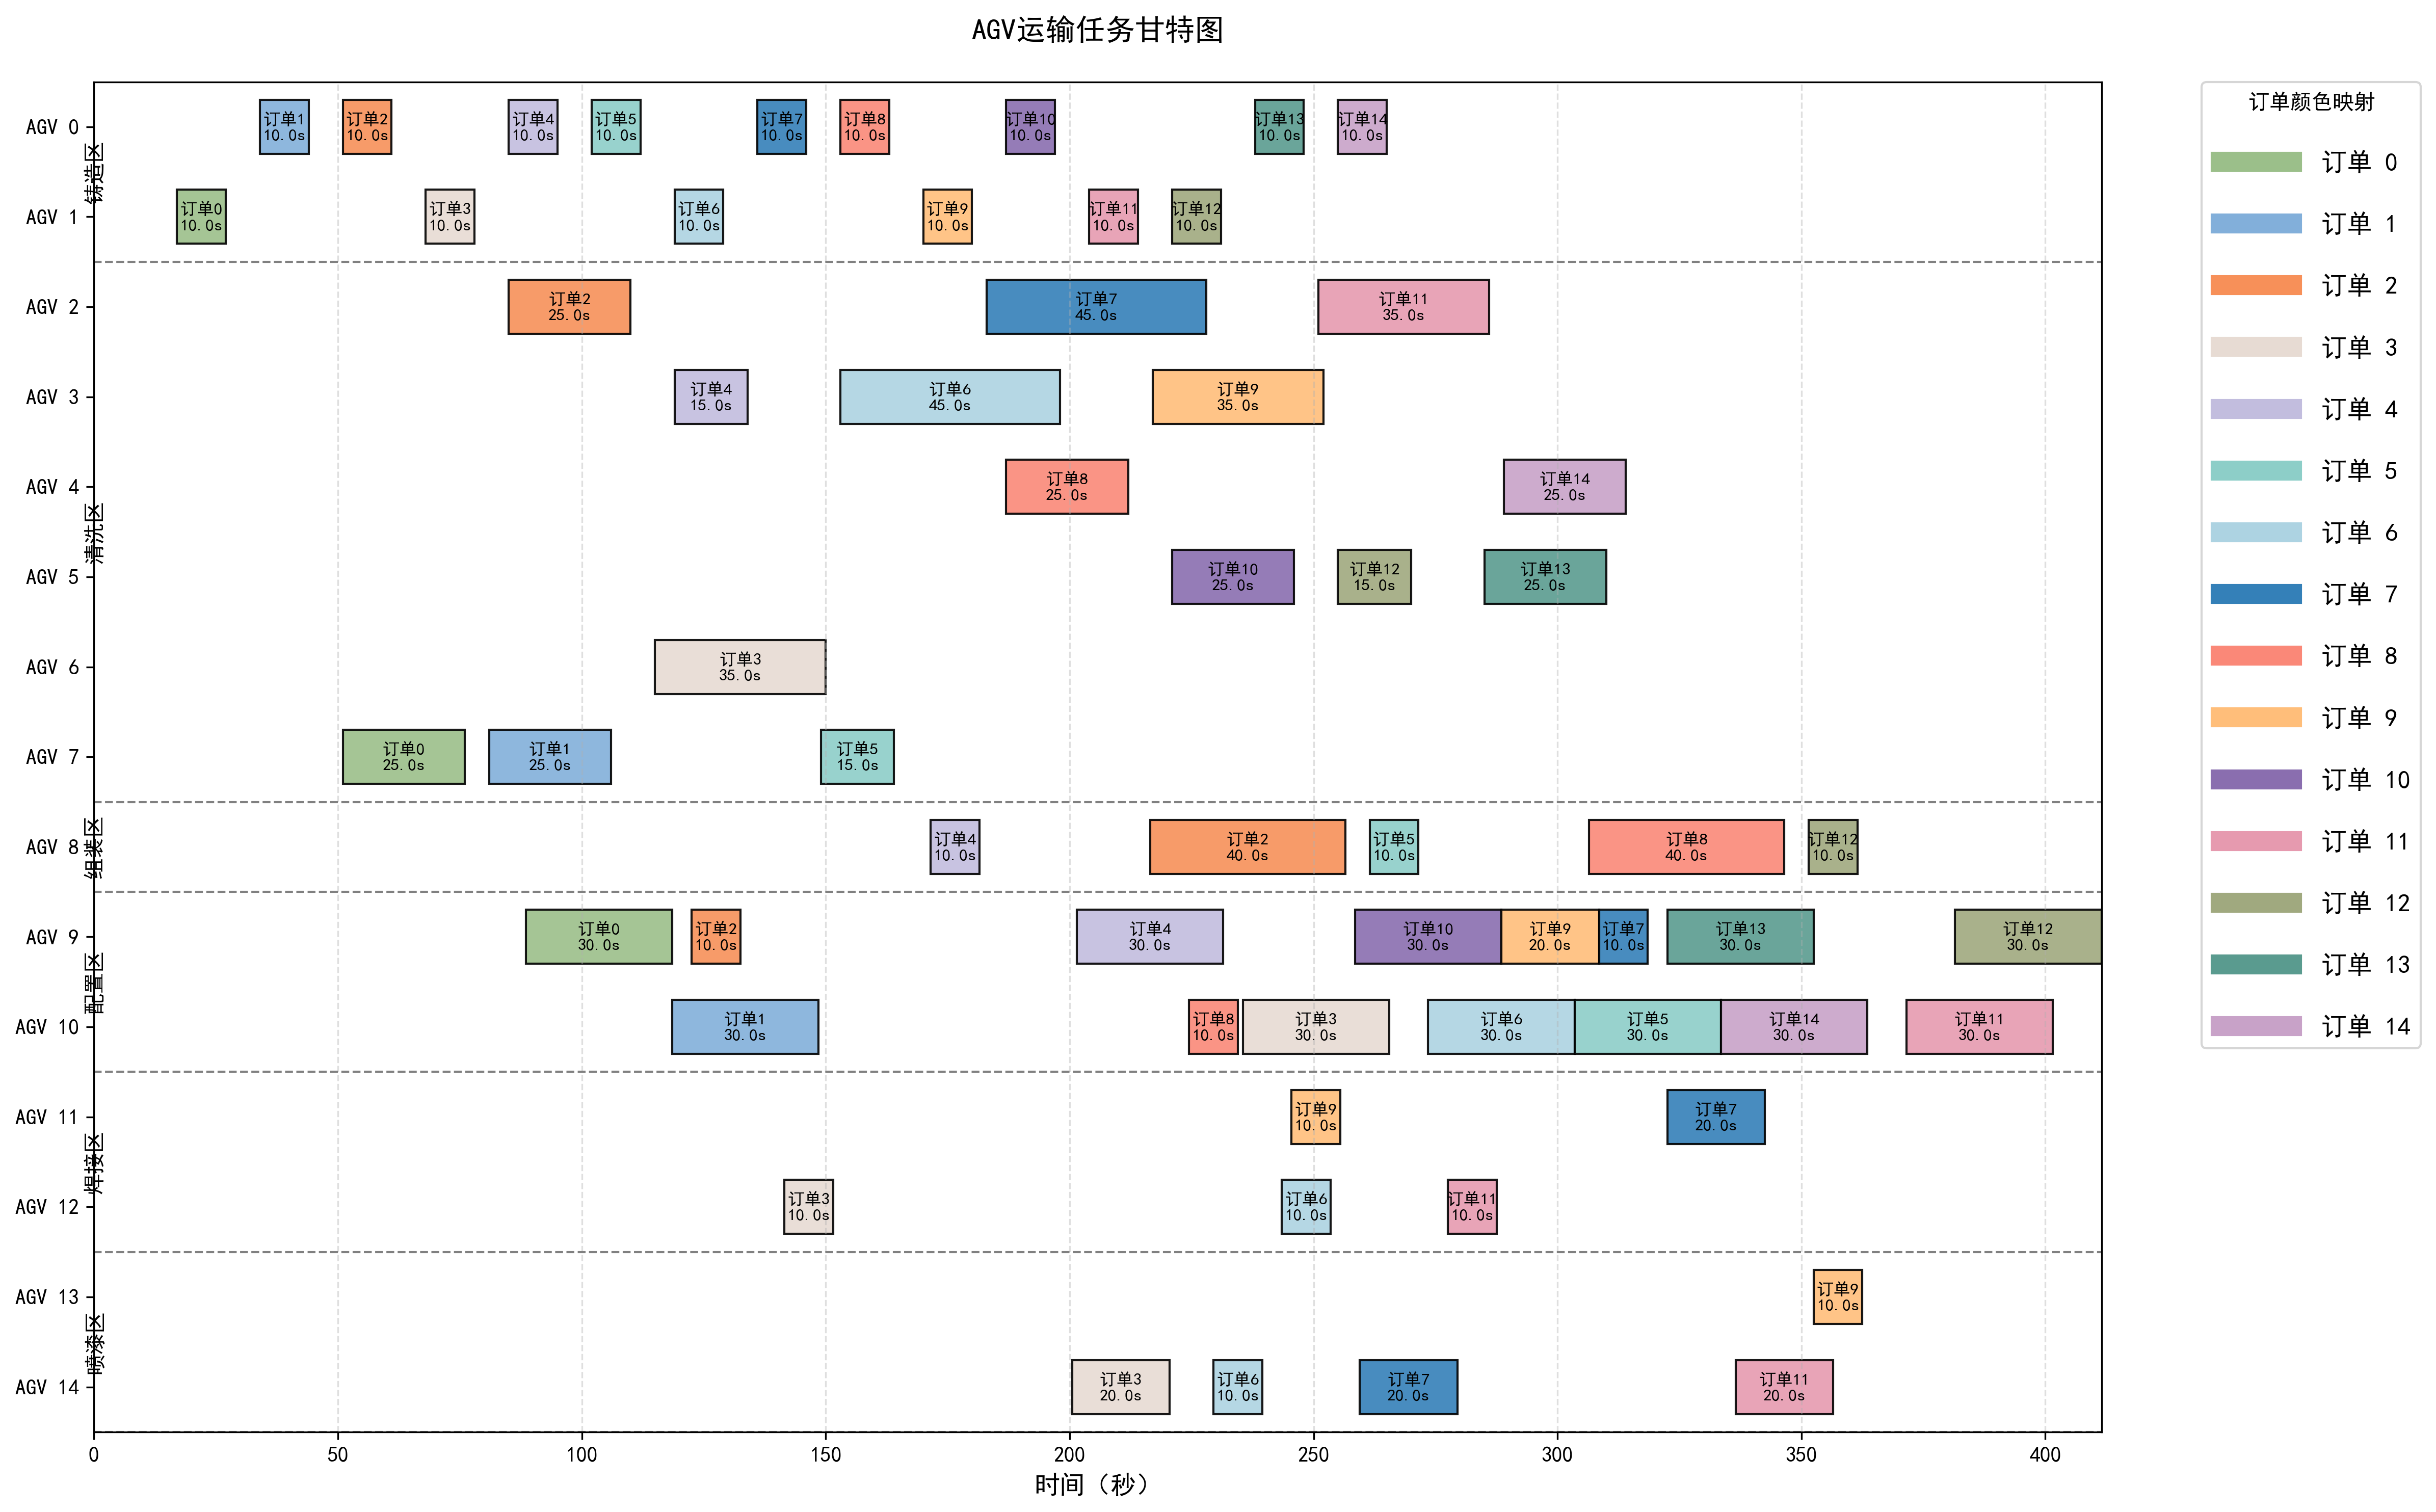 AGV运输任务甘特图
AGV 0
订单1
10.0s
订单2
10.0s
订单4
10.0s
订单5
10.0s
订单7
10.0s
订单8
10.0s
订单10
10.0s
订单13
10.0s
订单14
10.0s
铸造区
AGV 1
订单0
10.0s
订单3
10.0s
订单6
10.0s
订单9
10.0s
订单11
10.0s
订单12
10.0s
AGV 2
订单2
25.0s
订单7
45.0s
订单11
35.0s
AGV 3
订单4
15.0s
订单6
45.0s
订单9
35.0s
AGV 4
订单8
25.0s
订单14
25.0s
清洗区
AGV 5
订单10
25.0s
订单12
15.0s
订单13
25.0s
AGV 6
订单3
35.0s
AGV 7
订单0
25.0s
订单1
25.0s
订单5
15.0s
AGV 8
组装区
订单4
10.0s
订单2
40.0s
订单5
10.0s
订单8
40.0s
订单12
10.0s
AGV 9
订单0
30.0s
订单2
10.0s
订单4
30.0s
订单10
30.0s
订单9
20.0s
订单7
10.0s
订单13
30.0s
订单12
30.0s
配置区
AGV 10
订单1
30.0s
订单8
10.0s
订单3
30.0s
订单6
30.0s
订单5
30.0s
订单14
30.0s
订单11
30.0s
AGV 11
订单9
10.0s
订单7
20.0s
焊接区
AGV 12
订单3
10.0s
订单6
10.0s
订单11
10.0s
AGV 13
订单9
10.0s
喷漆区
AGV 14
订单3
20.0s
订单6
10.0s
订单7
20.0s
订单11
20.0s
0 50 100 150 200 250 300 350 400
时间（秒）
订单颜色映射
订单 0
订单 1
订单 2
订单 3
订单 4
订单 5
订单 6
订单 7
订单 8
订单 9
订单 10
订单 11
订单 12
订单 13
订单 14